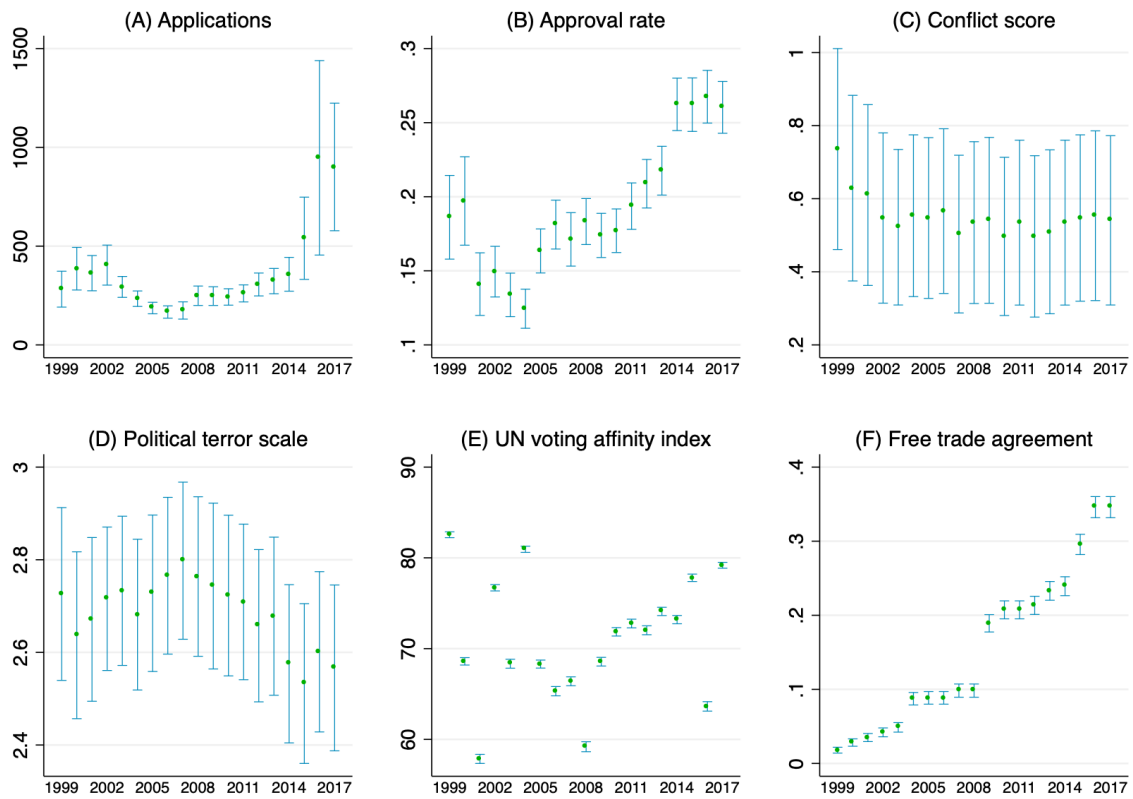 (A) Applications
1500
1000
500
0
1999 2002 2005 2008 2011 2014 2017
(B) Approval rate
.3
.25
.2
.15
.1
1999 2002 2005 2008 2011 2014 2017
(C) Conflict score
1
.8
.6
.4
.2
1999 2002 2005 2008 2011 2014 2017
(D) Political terror scale
3
2.8
2.6
2.4
1999 2002 2005 2008 2011 2014 2017
(E) UN voting affinity index
90
80
70
60
1999 2002 2005 2008 2011 2014 2017
(F) Free trade agreement
.4
.3
.2
.1
0
1999 2002 2005 2008 2011 2014 2017